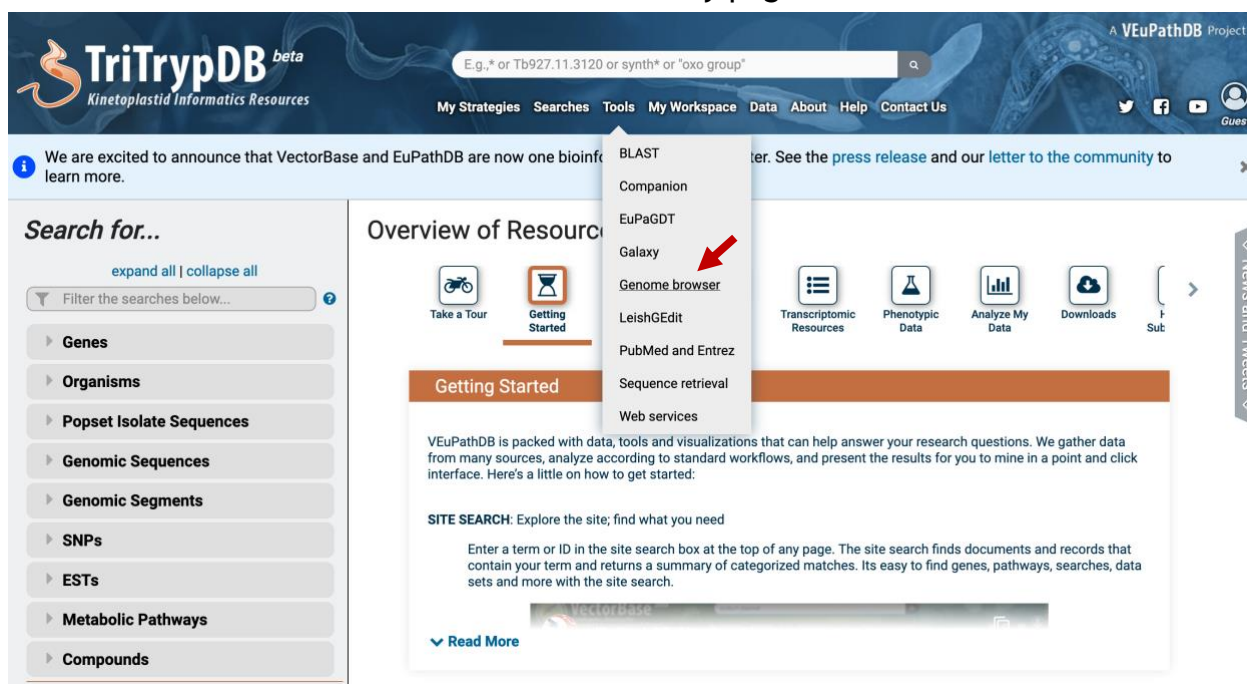 A VEuPathDB Project
TriTrypDB beta
Kinetoplastid Informatics Resources
E.g.,* or Tb927.11.3120 or synth* or "oxo group"
My Strategies Searches Tools My Workspace Data About Help Contact Us
We are excited to announce that VectorBase and EuPathDB are now one bioinfo
See the press release and our letter to the community to
learn more.
BLAST
Companion
EuPaGDT
Galaxy
Genome browser
LeishGEdit
PubMed and Entrez
Sequence retrieval
Web services
Search for...
expand all | collapse all
Filter the searches below...
Genes
Organisms
Popset Isolate Sequences
Genomic Sequences
Genomic Segments
SNPs
ESTs
Metabolic Pathways
Compounds
Overview of Resourc
Take a Tour
Getting
Started
Transcriptomic
Resources
Phenotypic
Data
Analyze My
Data
Downloads
News and Tweets
Getting Started
VEuPathDB is packed with data, tools and visualizations that can help answer your research questions. We gather data
from many sources, analyze according to standard workflows, and present the results for you to mine in a point and click
interface. Here's a little on how to get started:
SITE SEARCH: Explore the site; find what you need
Enter a term or ID in the site search box at the top of any page. The site search finds documents and records that
contain your term and returns a summary of categorized matches. Its easy to find genes, pathways, searches, data
sets and more with the site search.
VectorBase
Read More